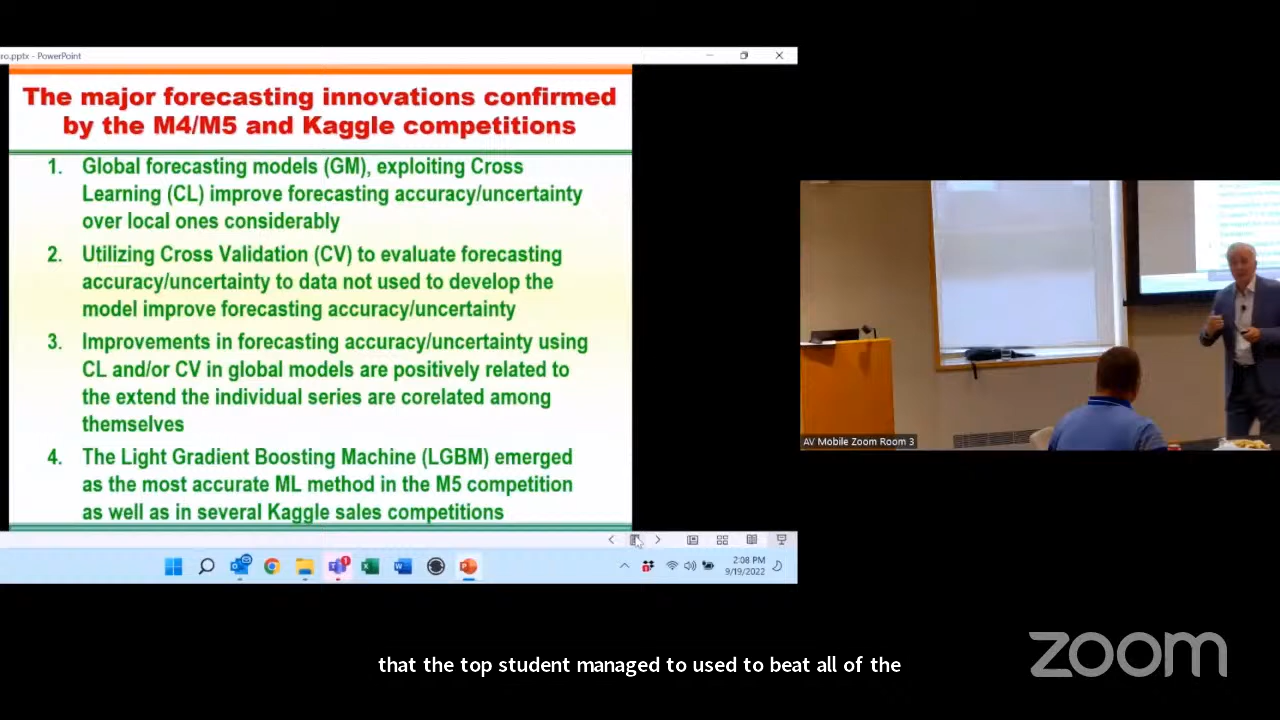 ro.pptx - PowerPoint
The major forecasting innovations confirmed
by the M4/M5 and Kaggle competitions
1. Global forecasting models (GM), exploiting Cross
Learning (CL) improve forecasting accuracy/uncertainty
over local ones considerably
2. Utilizing Cross Validation (CV) to evaluate forecasting
accuracy/uncertainty to data not used to develop the
model improve forecasting accuracy/uncertainty
3. Improvements in forecasting accuracy/uncertainty using
CL and/or CV in global models are positively related to
the extend the individual series are corelated among
themselves
4. The Light Gradient Boosting Machine (LGBM) emerged
as the most accurate ML method in the M5 competition
as well as in several Kaggle sales competitions
2:08 PM
9/19/2022
AV Mobile Zoom Room 3
that the top student managed to used to beat all of the
zoom